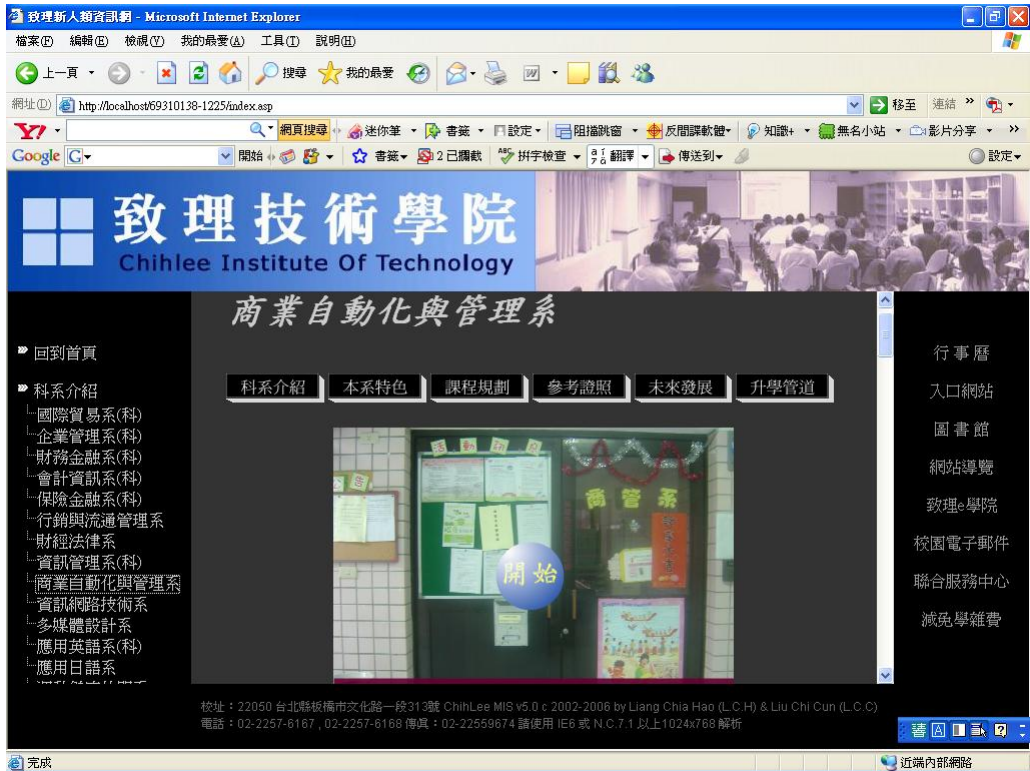 致理新人類資訊網 - Microsoft Internet Explorer
檔案(F) 編輯(E) 檢視(V) 我的最愛(A) 工具(T) 說明(H)
上一頁 搜尋 我的最愛
網址(D) http://localhost/69310138-1225/index.asp 移至 連結 »
Y7 網頁搜尋 迷你筆 書籤 設定 阻擋跳窗 反間諜軟體 知識+ 無名小站 影片分享 »
Google G 開始 書籤 2 已攔截 拼字檢查 翻譯 傳送到 設定
致理技術學院
Chihlee Institute Of Technology
商業自動化與管理系
科系介紹 本系特色 課程規劃 參考證照 未來發展 升學管道
回到首頁
科系介紹
國際貿易系(科)
企業管理系(科)
財務金融系(科)
會計資訊系(科)
保險金融系(科)
行銷與流通管理系
財經法律系
資訊管理系(科)
商業自動化與管理系
資訊網路技術系
多媒體設計系
應用英語系(科)
應用日語系
活動訊息
商管系
開始
行事曆
入口網站
圖書館
網站導覽
致理e學院
校園電子郵件
聯合服務中心
減免學雜費
校址：22050 台北縣板橋市文化路一段313號 ChihLee MIS v5.0 c 2002-2006 by Liang Chia Hao (L.C.H) & Liu Chi Cun (L.C.C)
電話：02-2257-6167 , 02-2257-6168 傳真：02-22559674 請使用 IE6 或 N.C.7.1 以上1024x768 解析
完成 近端內部網路